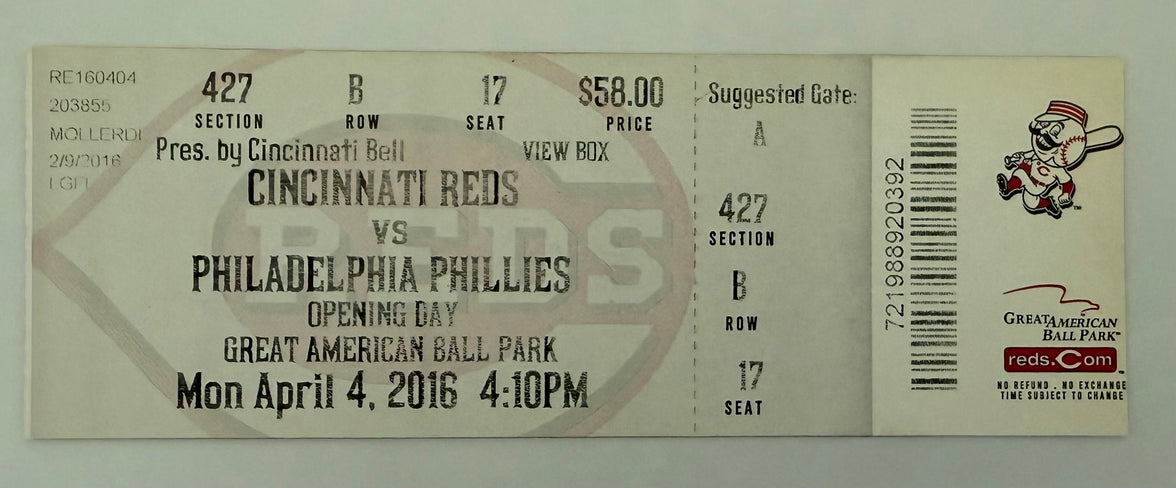 RE160404
203855
MOLLERDI
2/9/2016
427 B 17 $58.00
SECTION ROW SEAT PRICE
Pres. by Cincinnati Bell VIEW BOX
CINCINNATI REDS
VS
PHILADELPHIA PHILLIES
OPENING DAY
GREAT AMERICAN BALL PARK
Mon April 4, 2016 4:10PM
REDS
Suggested Gate:
A
427
SECTION
B
ROW
17
SEAT
721988920392
GREAT AMERICAN
BALL PARK™
reds.Com
NO REFUND . NO EXCHANGE
TIME SUBJECT TO CHANGE